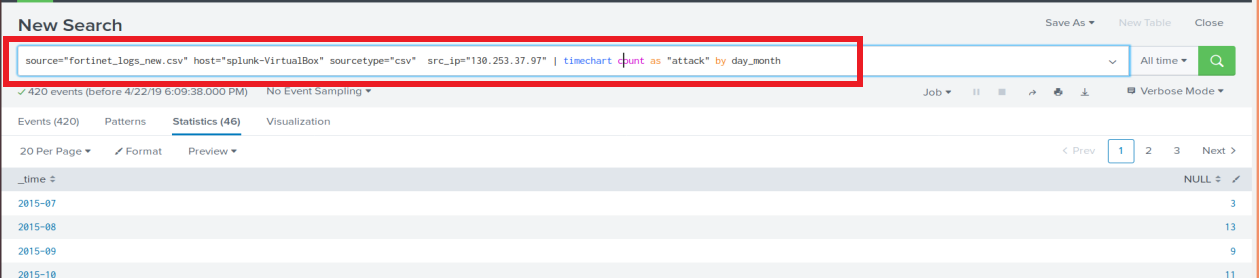 New Search
Save As New Table Close
source="fortinet_logs_new.csv" host="splunk-VirtualBox" sourcetype="csv" src_ip="130.253.37.97" | timechart count as "attack" by day_month
All time
420 events (before 4/22/19 6:09:38.000 PM) No Event Sampling
Job Verbose Mode
Events (420) Patterns Statistics (46) Visualization
20 Per Page Format Preview
< Prev 1 2 3 Next >
_time NULL
2015-07 3
2015-08 13
2015-09 9
2015-10 11